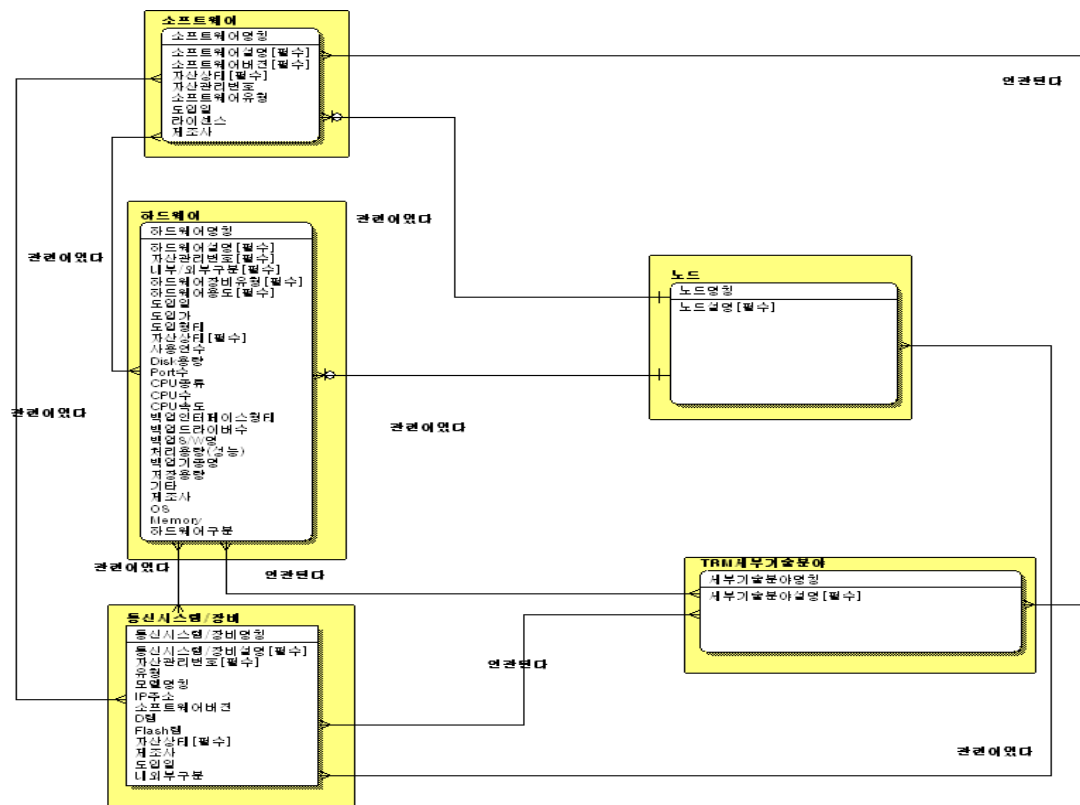 소프트웨어
소프트웨어명칭
소프트웨어설명[필수]
소프트웨어버젼[필수]
자산상태[필수]
자산관리번호
소프트웨어유형
도입일
라이센스
제조사
연관된다
하드웨어
하드웨어명칭
하드웨어설명[필수]
자산관리번호[필수]
내부/외부구분[필수]
하드웨어장비유형[필수]
하드웨어용도[필수]
도입일
도입가
도입형태
자산상태[필수]
사용연수
Disk용량
Port수
CPU종류
CPU수
CPU속도
백업인터페이스형태
백업드라이버수
백업S/W명
처리용량(성능)
백업기종명
저장용량
기타
제조사
OS
Memory
하드웨어구분
관련이있다
관련이있다
관련이있다
관련이있다
노드
노드명칭
노드설명[필수]
관련이있다
연관된다
TRM세부기술분야
세부기술분야명칭
세부기술분야설명[필수]
통신시스템/장비
통신시스템/장비명칭
통신시스템/장비설명[필수]
자산관리번호[필수]
유형
모델명칭
IP주소
소프트웨어버젼
D램
Flash램
자산상태[필수]
제조사
도입일
내외부구분
연관된다
관련이있다